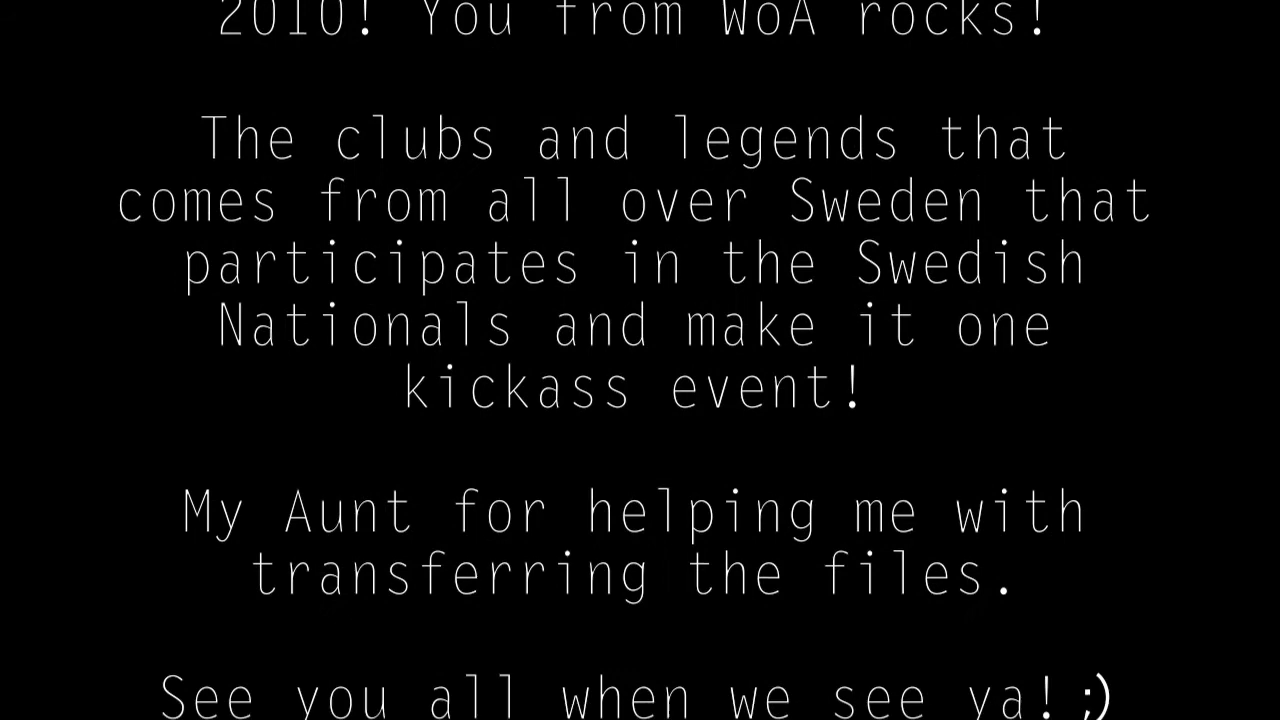 2010! You from WoA rocks!
The clubs and legends that
comes from all over Sweden that
participates in the Swedish
Nationals and make it one
kickass event!
My Aunt for helping me with
transferring the files.
See you all when we see ya! ;)